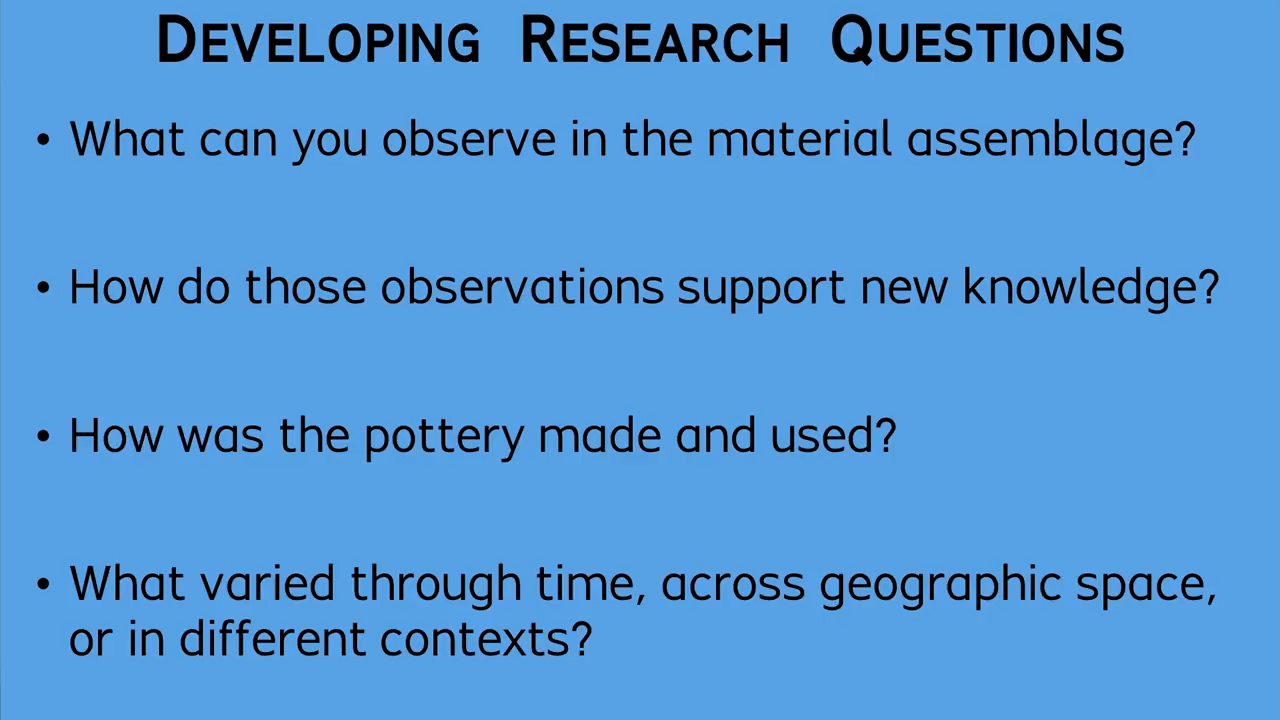 DEVELOPING RESEARCH QUESTIONS
• What can you observe in the material assemblage?
• How do those observations support new knowledge?
• How was the pottery made and used?
• What varied through time, across geographic space,
or in different contexts?